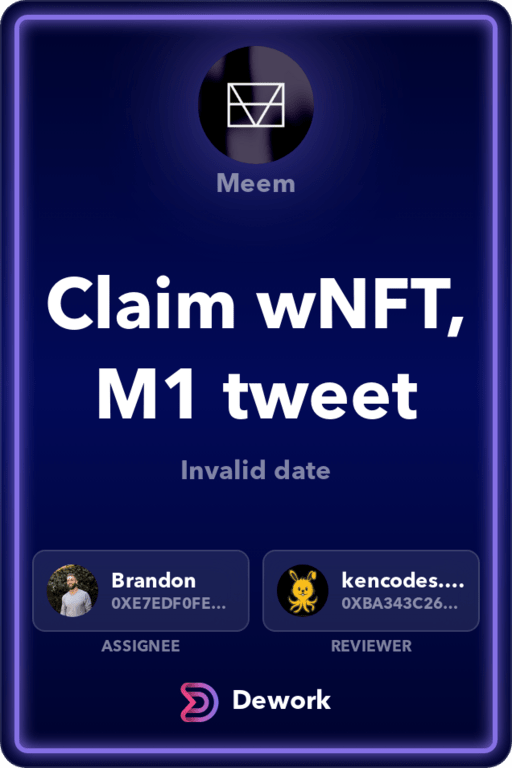 Meem
Claim wNFT,
M1 tweet
Invalid date
Brandon
0XE7EDF0FE...
ASSIGNEE
kencodes....
0XBA343C26...
REVIEWER
Dework